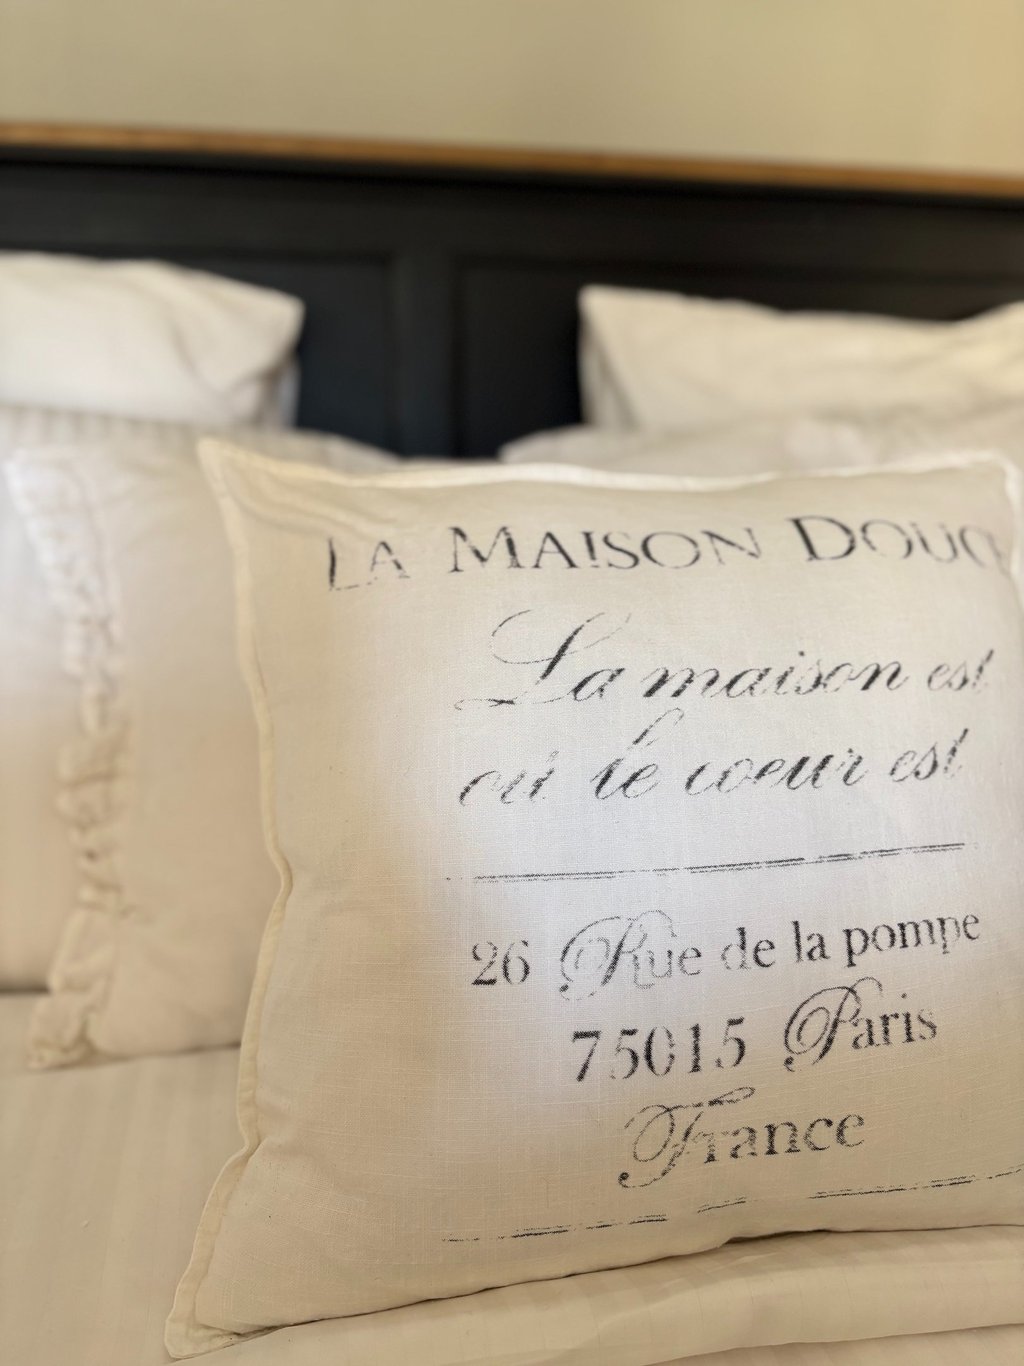 LA MAISON DOUC
La maison est
où le coeur est
26 Rue de la pompe
75015 Paris
France